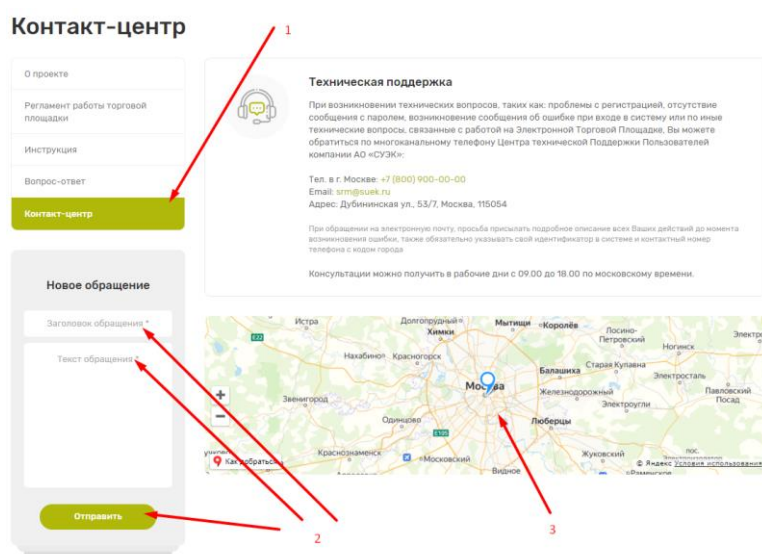 Контакт-центр
1
О проекте
Регламент работы торговой
площадки
Инструкция
Вопрос-ответ
Контакт-центр
Техническая поддержка
При возникновении технических вопросов, таких как: проблемы с регистрацией, отсутствие
сообщения с паролем, возникновение сообщения об ошибке при входе в систему или по иные
технические вопросы, связанные с работой на Электронной Торговой Площадке, Вы можете
обратиться по многоканальному телефону Центра технической Поддержки Пользователей
компании АО «СУЭК»:
Тел. в г. Москве: +7 (800) 900-00-00
Email: srm@suek.ru
Адрес: Дубининская ул., 53/7, Москва, 115054
При обращении на электронную почту, просьба присылать подробное описание всех Ваших действий до момента
возникновения ошибки, также обязательно указывать свой идентификатор в системе и контактный номер
телефона с кодом города
Консультации можно получить в рабочие дни с 09.00 до 18.00 по московскому времени.
Новое обращение
Заголовок обращения *
Текст обращения *
Отправить
2
Истра
Долгопрудный
Химки
Мытищи
Королёв
Лосино-
Петровский
Ногинск
Электро
E22
Нахабино
Красногорск
Балашиха
Старая Купавна
Электросталь
Москва
Железнодорожный
Павловский
Посад
Звенигород
Электроугли
Одинцово
Люберцы
E105
Краснознаменск
Московский
Жуковский
пос.
Видное
Как добраться
© Яндекс Условия использования
3